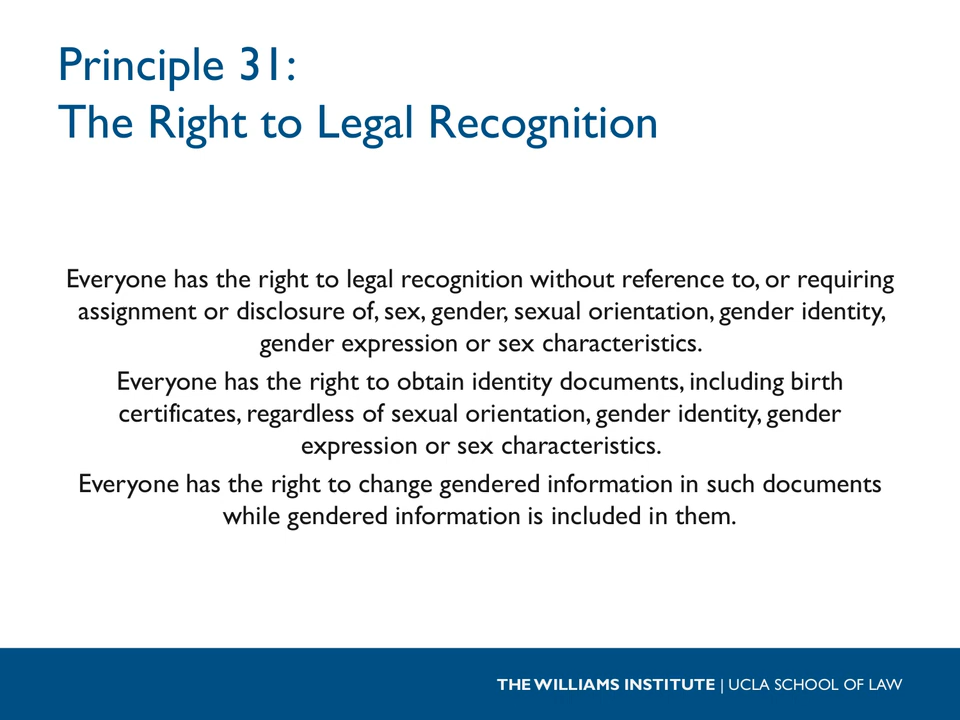 Principle 31:
The Right to Legal Recognition
Everyone has the right to legal recognition without reference to, or requiring
assignment or disclosure of, sex, gender, sexual orientation, gender identity,
gender expression or sex characteristics.
Everyone has the right to obtain identity documents, including birth
certificates, regardless of sexual orientation, gender identity, gender
expression or sex characteristics.
Everyone has the right to change gendered information in such documents
while gendered information is included in them.
THE WILLIAMS INSTITUTE | UCLA SCHOOL OF LAW